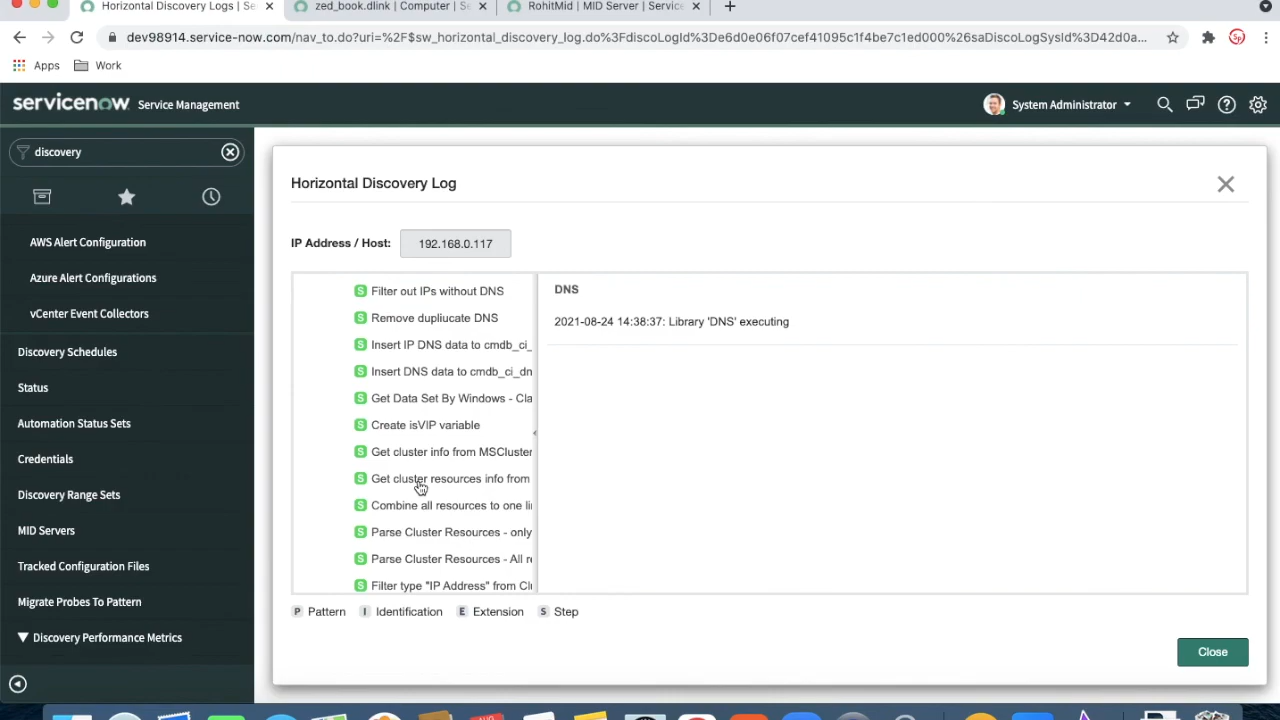 Horizontal Discovery Logs | Se
zed_book.dlink | Computer | Se
RohitMid | MID Server | Service
dev98914.service-now.com/nav_to.do?uri=%2F$sw_horizontal_discovery_log.do%3FdiscoLogId%3De6d0e06f07cef41095c1f4be7c1ed000%26saDiscoLogSysId%3D42d0a...
Sp
Apps
Work
servicenow Service Management
System Administrator
discovery
AWS Alert Configuration
Azure Alert Configurations
vCenter Event Collectors
Discovery Schedules
Status
Automation Status Sets
Credentials
Discovery Range Sets
MID Servers
Tracked Configuration Files
Migrate Probes To Pattern
Discovery Performance Metrics
Horizontal Discovery Log
IP Address / Host: 192.168.0.117
S Filter out IPs without DNS
S Remove dupliucate DNS
S Insert IP DNS data to cmdb_ci_
S Insert DNS data to cmdb_ci_dn
S Get Data Set By Windows - Cla
S Create isVIP variable
S Get cluster info from MSCluster
S Get cluster resources info from
S Combine all resources to one li
S Parse Cluster Resources - only
S Parse Cluster Resources - All r
S Filter type "IP Address" from Cl
DNS
2021-08-24 14:38:37: Library 'DNS' executing
P Pattern I Identification E Extension S Step
Close